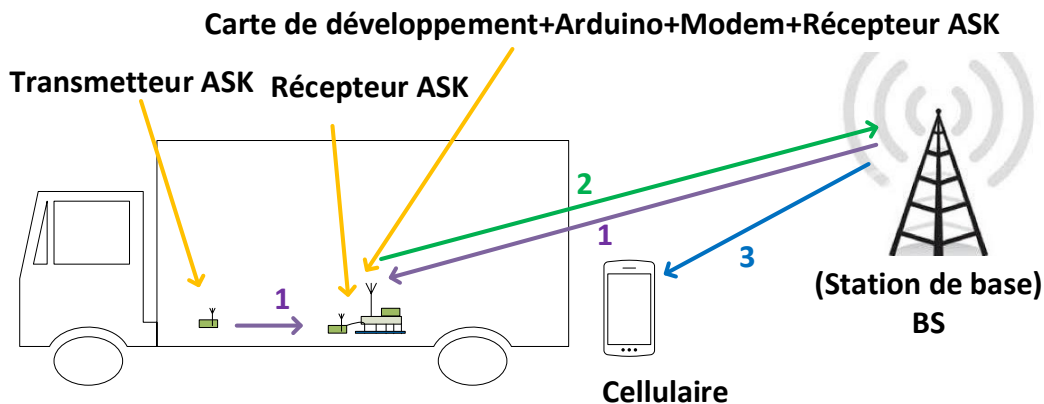 Carte de développement+Arduino+Modem+Récepteur ASK
Transmetteur ASK
Récepteur ASK
2
1
3
1
(Station de base)
BS
Cellulaire